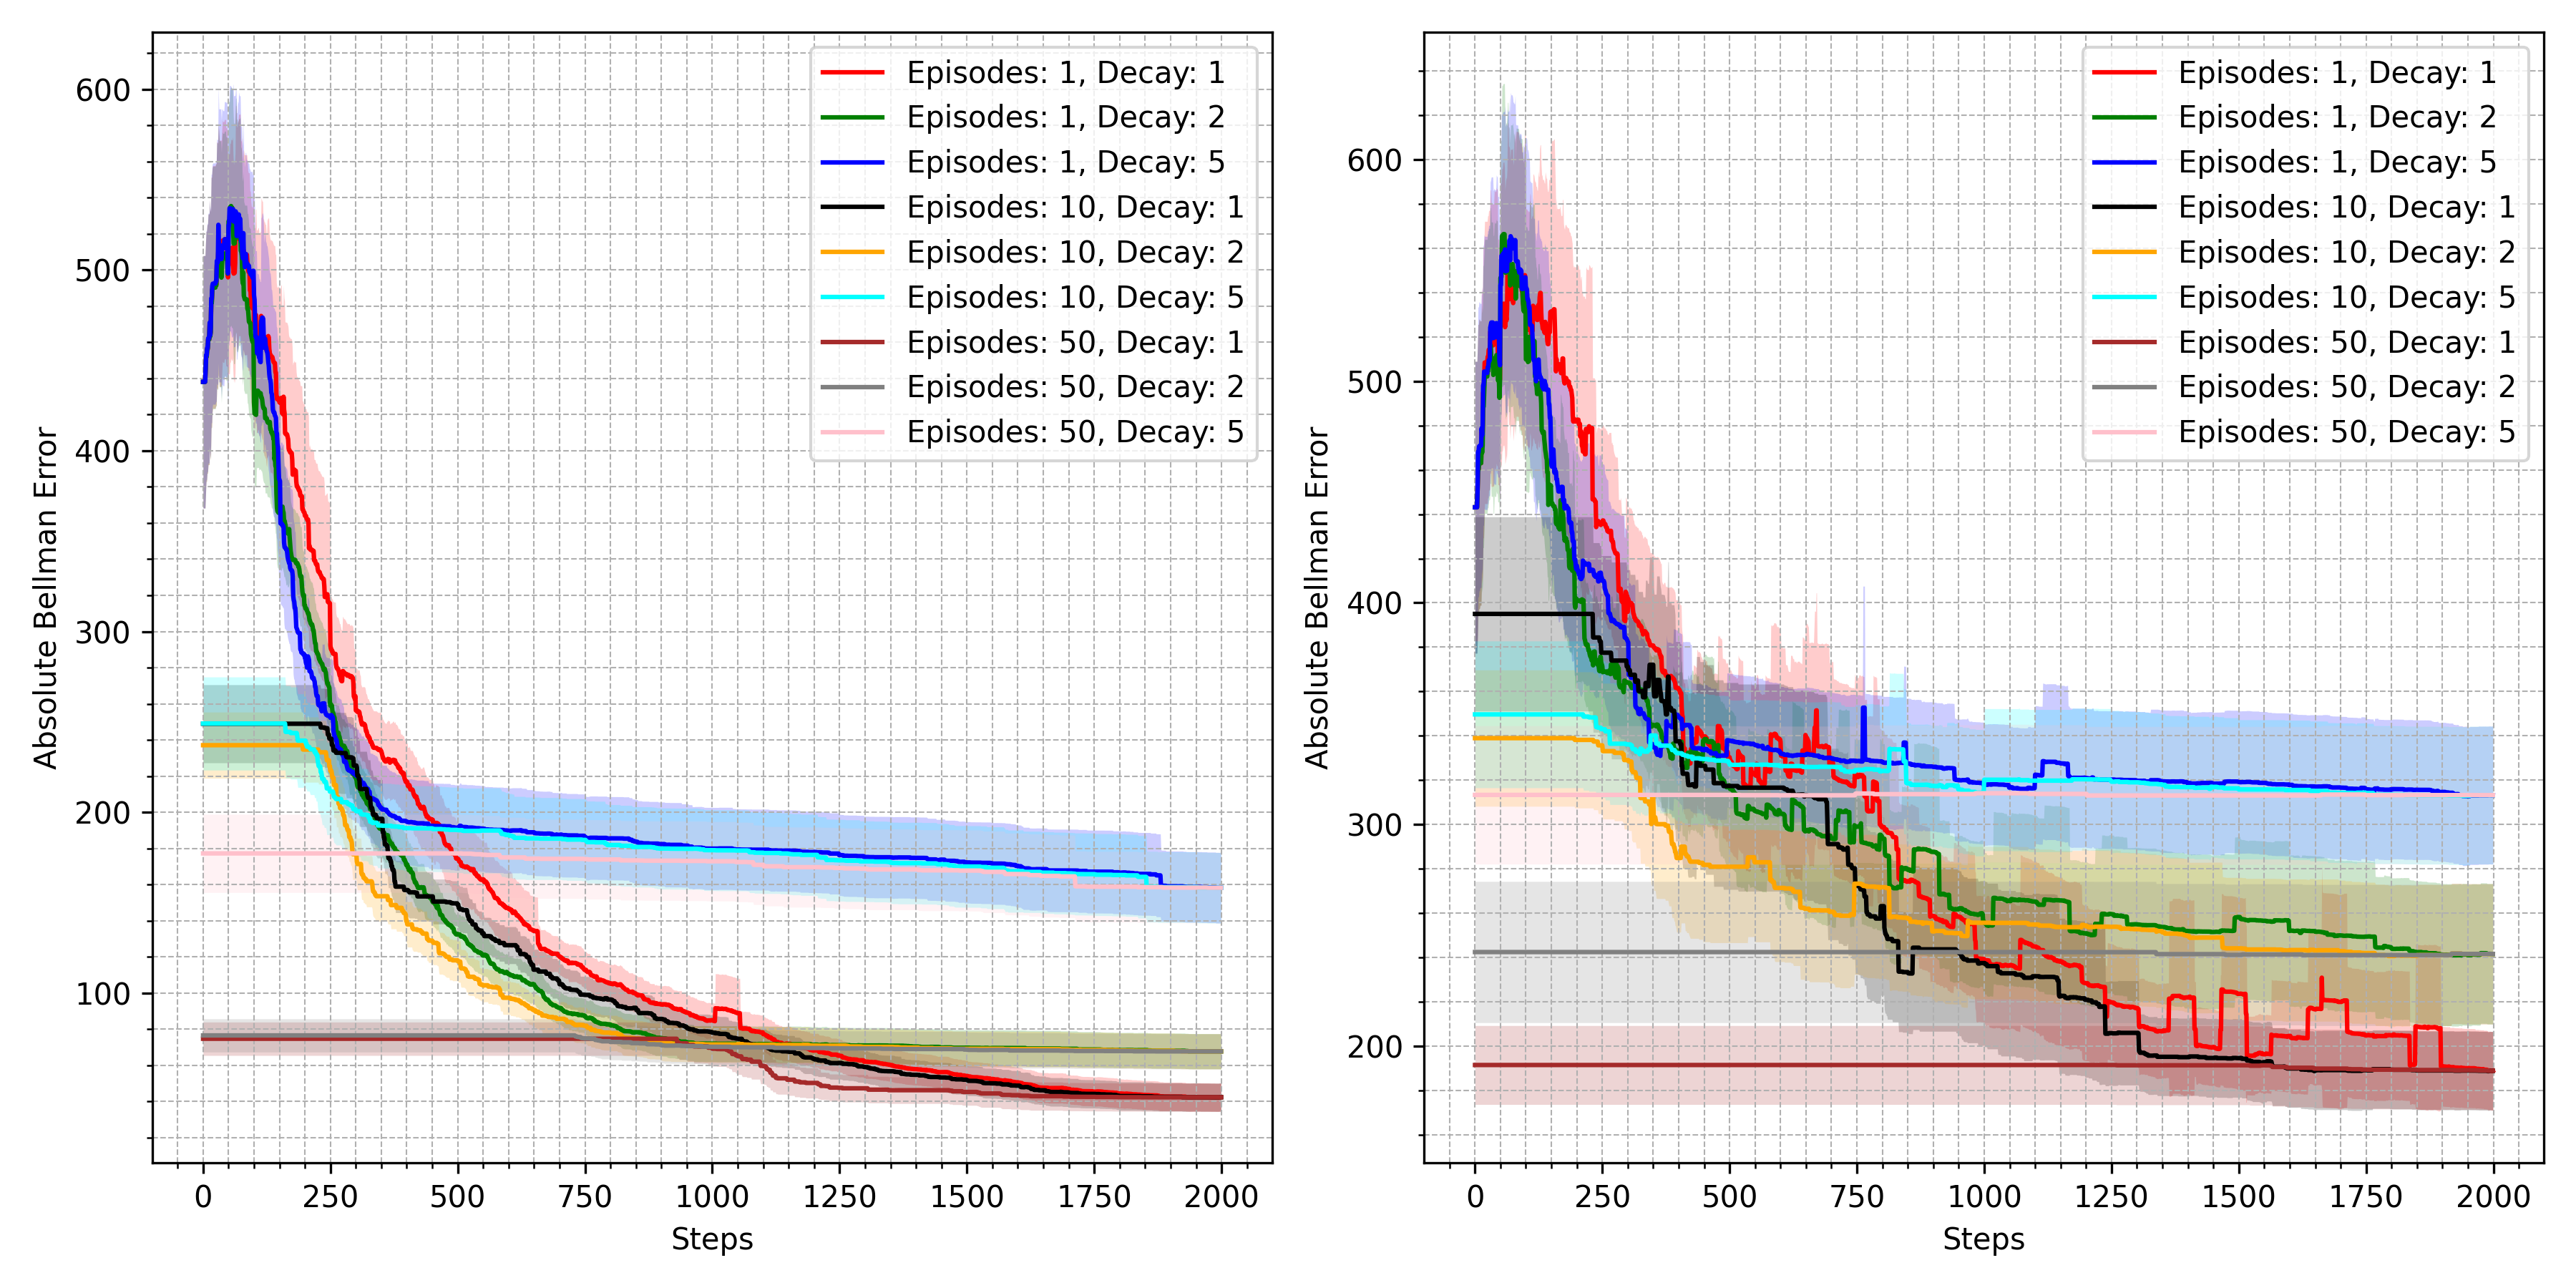 600
500
400
300
200
100
Absolute Bellman Error
0 250 500 750 1000 1250 1500 1750 2000
Steps
Episodes: 1, Decay: 1
Episodes: 1, Decay: 2
Episodes: 1, Decay: 5
Episodes: 10, Decay: 1
Episodes: 10, Decay: 2
Episodes: 10, Decay: 5
Episodes: 50, Decay: 1
Episodes: 50, Decay: 2
Episodes: 50, Decay: 5
600
500
400
300
200
Absolute Bellman Error
0 250 500 750 1000 1250 1500 1750 2000
Steps
Episodes: 1, Decay: 1
Episodes: 1, Decay: 2
Episodes: 1, Decay: 5
Episodes: 10, Decay: 1
Episodes: 10, Decay: 2
Episodes: 10, Decay: 5
Episodes: 50, Decay: 1
Episodes: 50, Decay: 2
Episodes: 50, Decay: 5